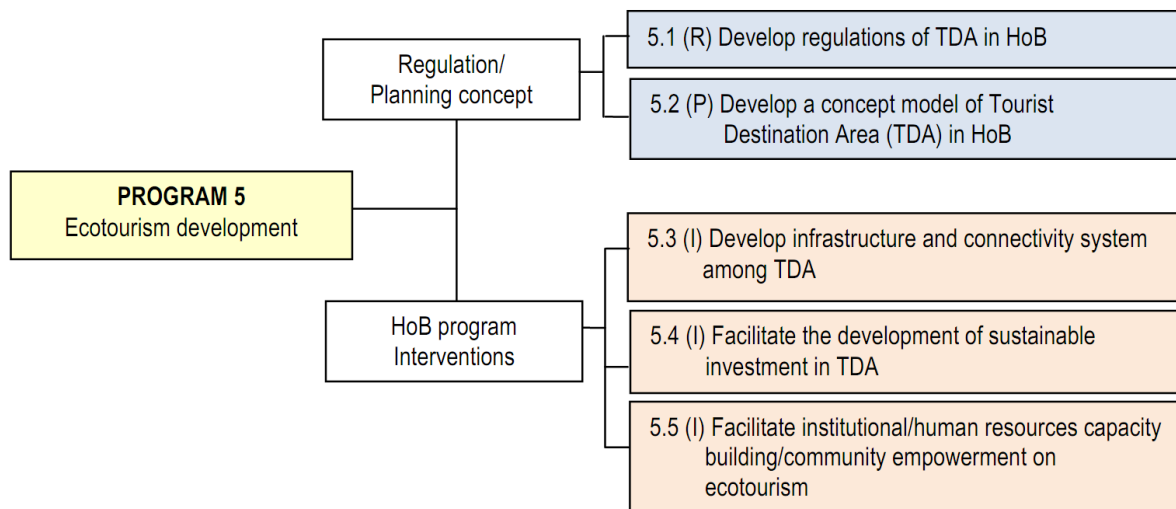 PROGRAM 5
Ecotourism development
Regulation/
Planning concept
5.1 (R) Develop regulations of TDA in HoB
5.2 (P) Develop a concept model of Tourist
Destination Area (TDA) in HoB
HoB program
Interventions
5.3 (I) Develop infrastructure and connectivity system
among TDA
5.4 (I) Facilitate the development of sustainable
investment in TDA
5.5 (I) Facilitate institutional/human resources capacity
building/community empowerment on
ecotourism